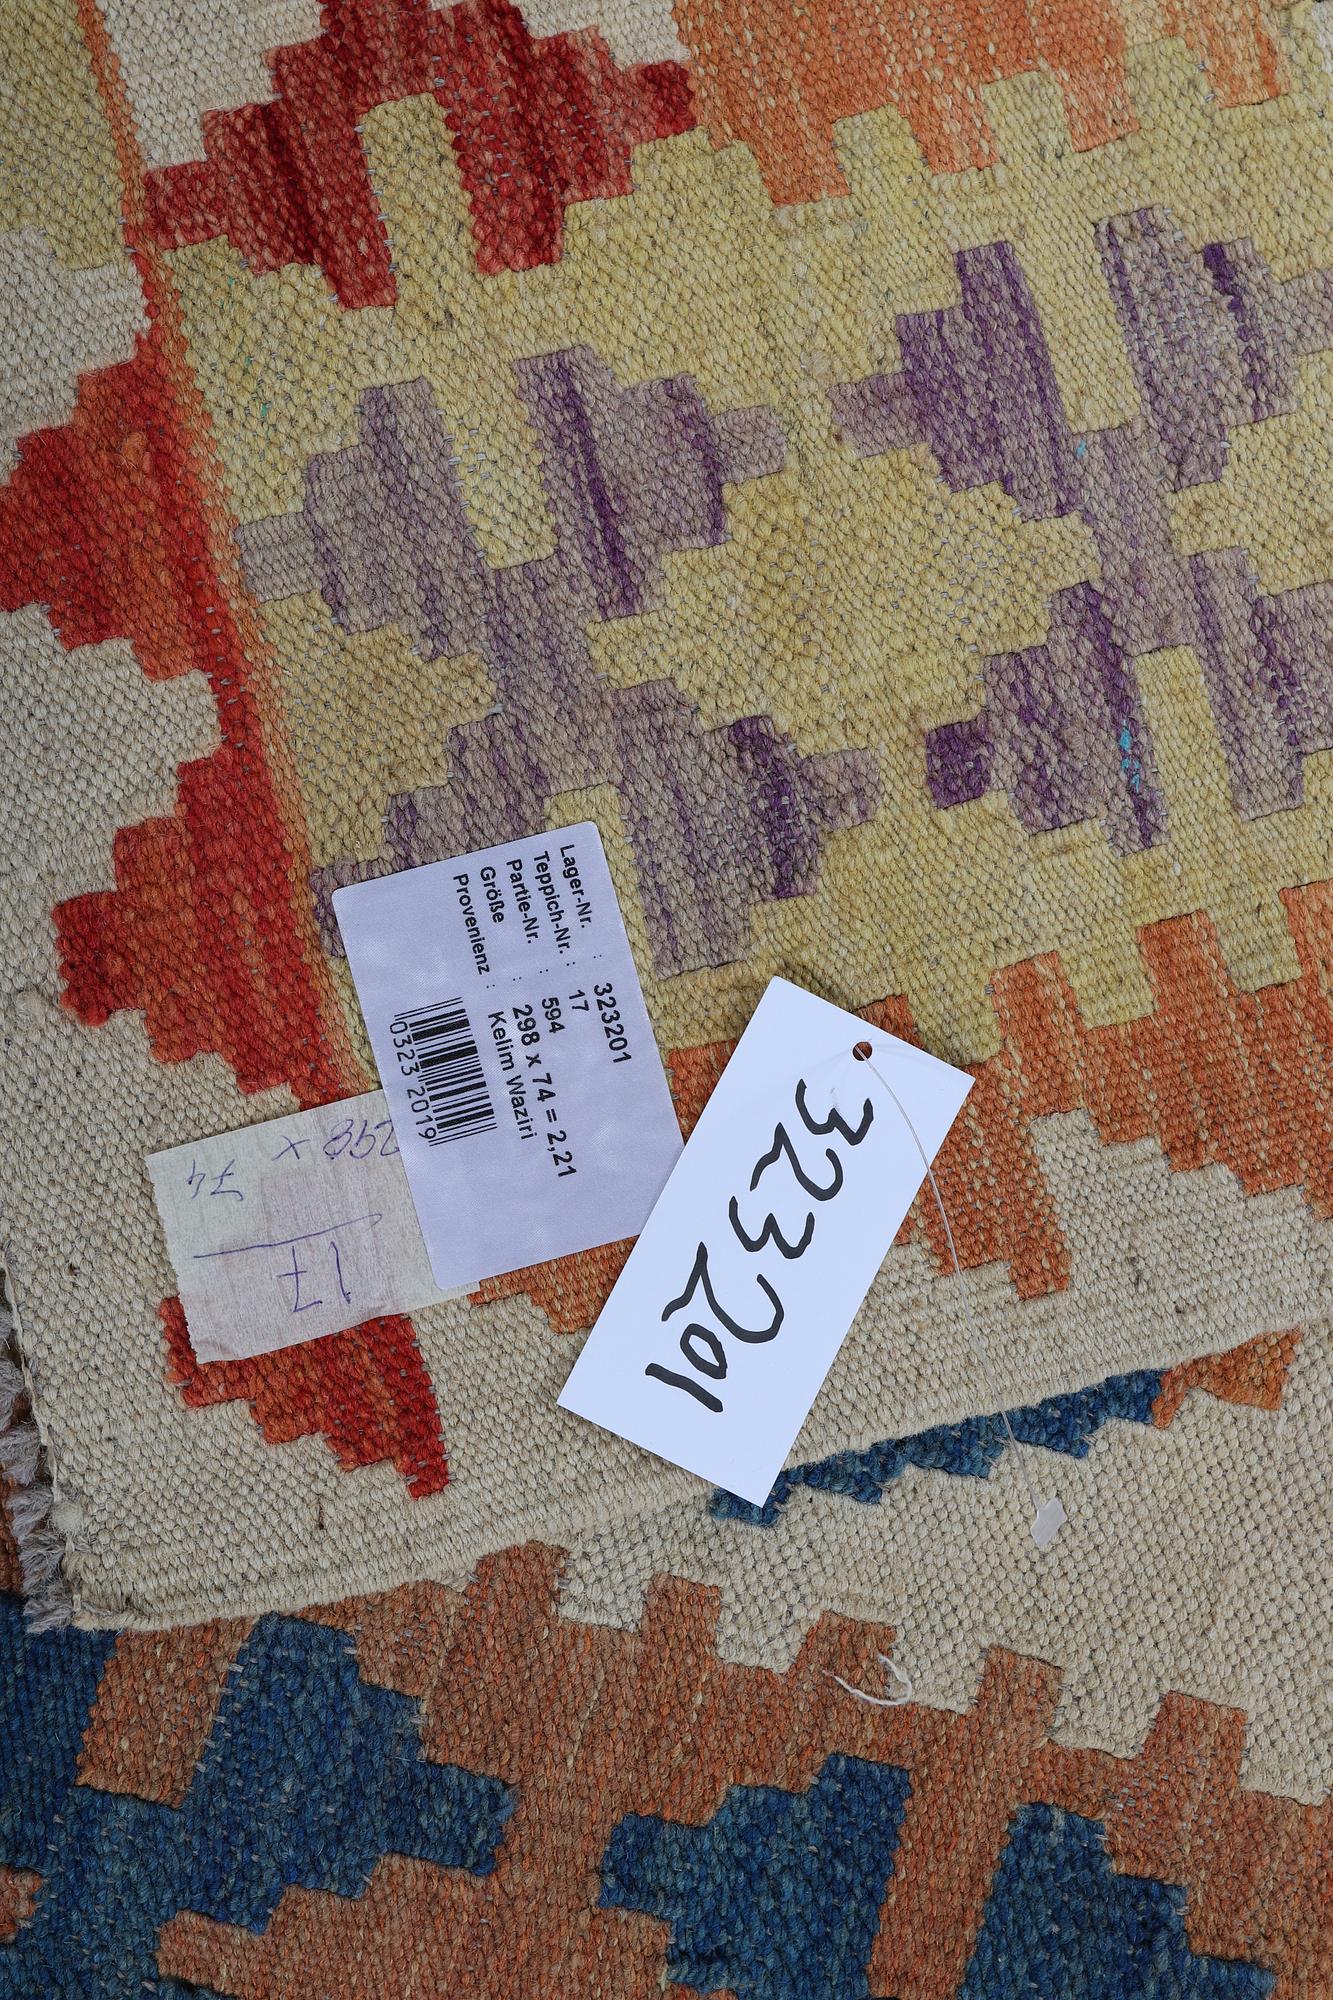 Lager-Nr. : 323201
Teppich-Nr. : 17
Partie-Nr. : 594
Größe : 298 x 74 = 2,21
Provenienz : Kelim Waziri
0323 2019
323201
298 x
74
17